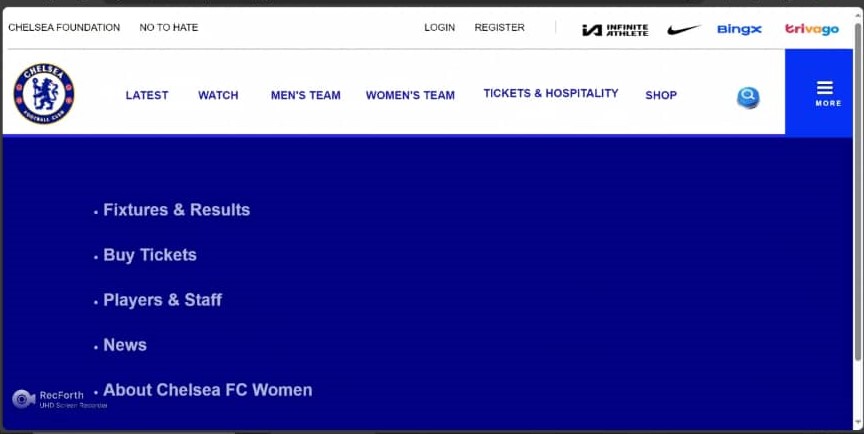 CHELSEA FOUNDATION NO TO HATE LOGIN REGISTER INFINITE ATHLETE BingX trivago
CHELSEA FOOTBALL CLUB
LATEST WATCH MEN'S TEAM WOMEN'S TEAM TICKETS & HOSPITALITY SHOP
MORE
• Fixtures & Results
• Buy Tickets
• Players & Staff
• News
• About Chelsea FC Women
RecForth
UHD Screen Recorder